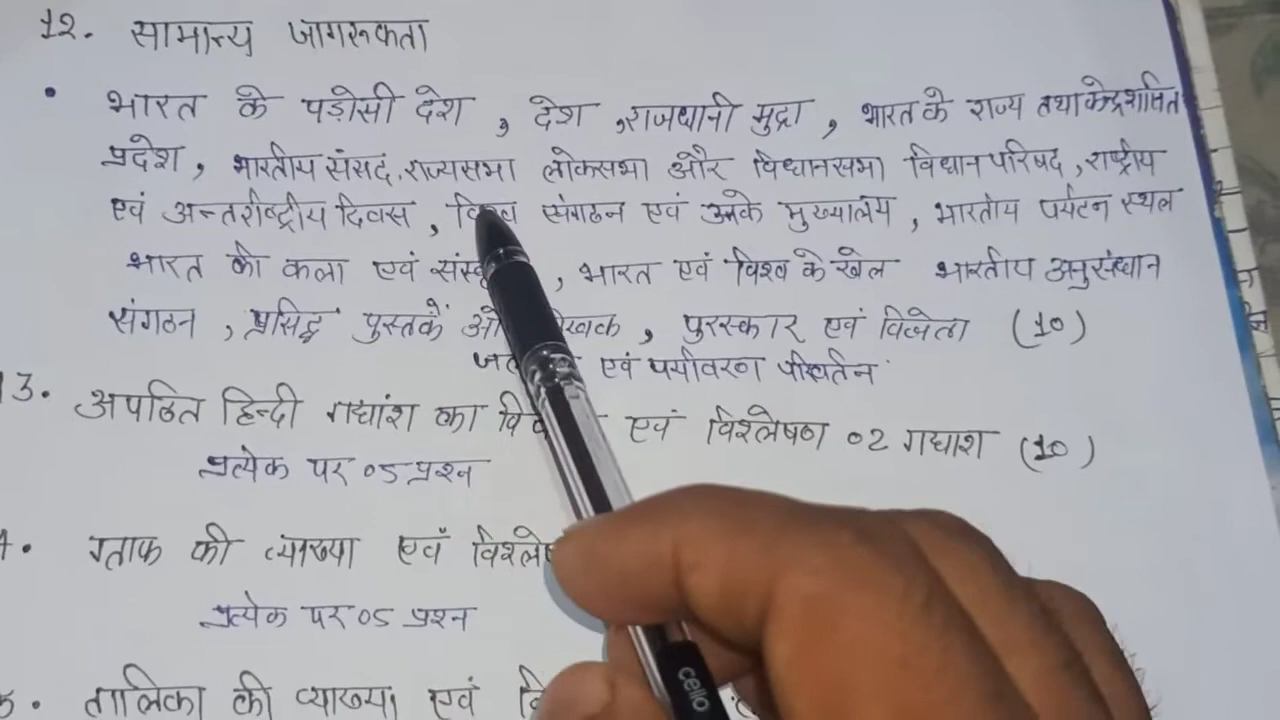 12. सामान्य जागरूकता
• भारत के पड़ोसी देश , देश ,राजधानी मुद्रा , भारत के राज्य तथा केन्द्रशासित
प्रदेश , भारतीय संसद, राज्यसभा लोकसभा और विधानसभा विधान परिषद , राष्ट्रीय
एवं अन्तर्राष्ट्रीय दिवस , विश्व संगठन एवं उनके मुख्यालय , भारतीय पर्यटन स्थल
भारत की कला एवं , भारत एवं विश्व के खेल भारतीय अनुसंधान
संगठन , प्रसिद्ध पुस्तकें , पुरस्कार एवं विजेता (10)
एवं पर्यावरण परिवर्तन
13. अपठित हिन्दी गद्यांश का एवं विश्लेषण 02 गद्याश (10)
प्रत्येक पर 05 प्रश्न
ग्राफ की व्याख्या एवं
प्रत्येक पर 05 प्रश्न
तालिका की व्याख्या एवं
cello